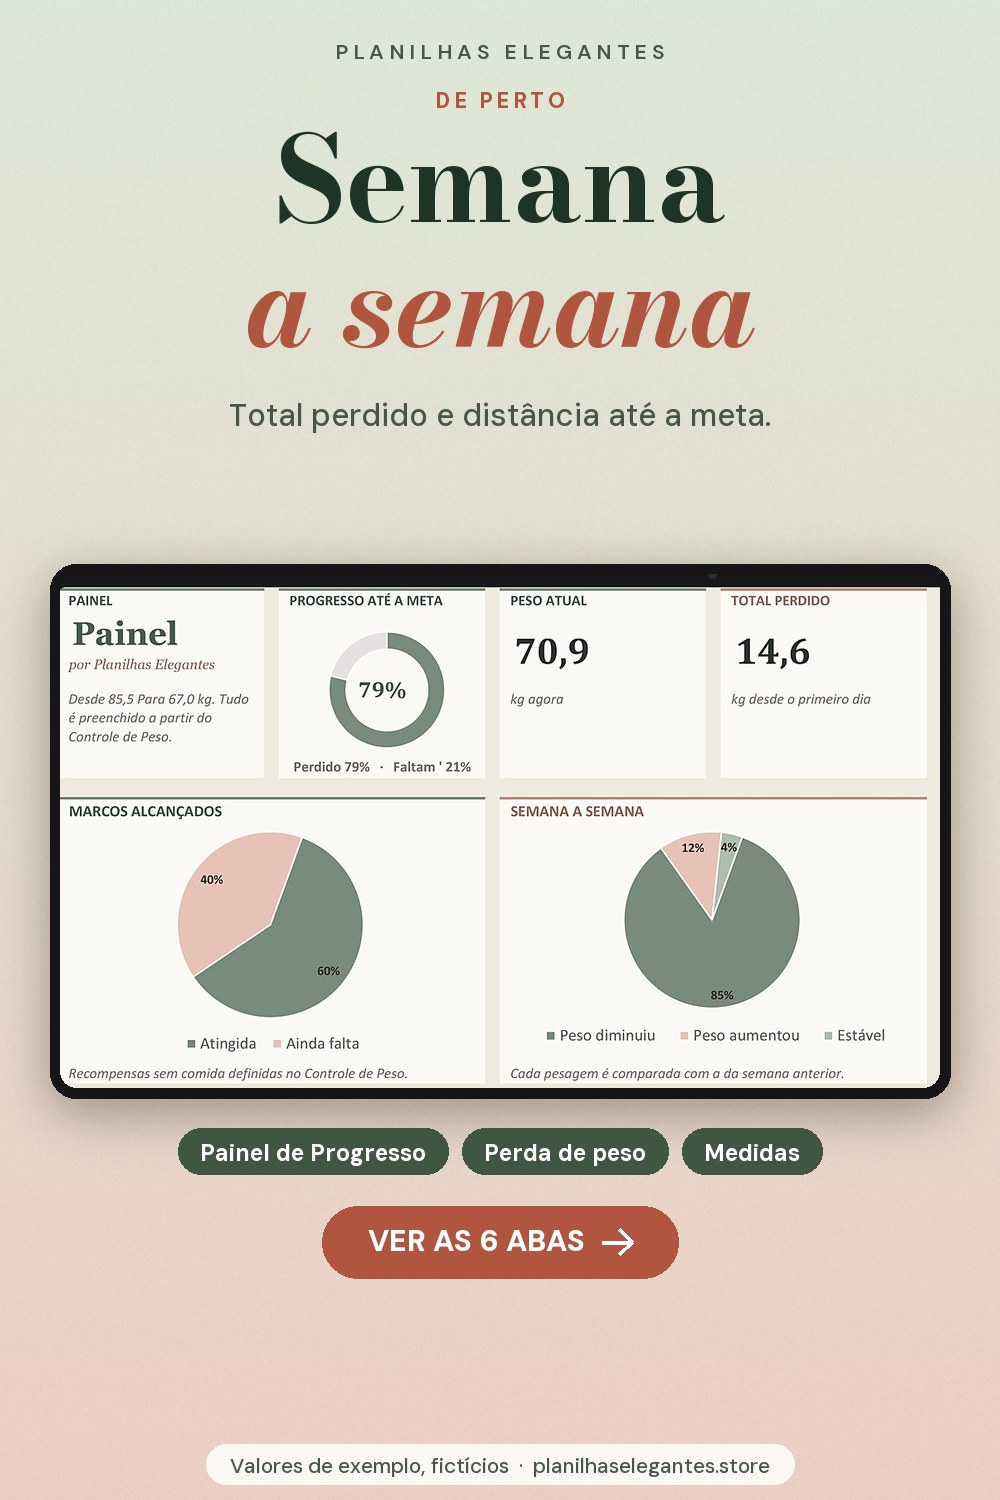 PLANILHAS ELEGANTES
DE PERTO
Semana
a semana
Total perdido e distância até a meta.
PAINEL
Painel
por Planilhas Elegantes
Desde 85,5 Para 67,0 kg. Tudo
é preenchido a partir do
Controle de Peso.
PROGRESSO ATÉ A META
79%
Perdido 79% · Faltam ' 21%
PESO ATUAL
70,9
kg agora
TOTAL PERDIDO
14,6
kg desde o primeiro dia
MARCOS ALCANÇADOS
40%
60%
Atingida Ainda falta
Recompensas sem comida definidas no Controle de Peso.
SEMANA A SEMANA
12% 4%
85%
Peso diminuiu Peso aumentou Estável
Cada pesagem é comparada com a da semana anterior.
Painel de Progresso Perda de peso Medidas
VER AS 6 ABAS →
Valores de exemplo, fictícios · planilhaselegantes.store